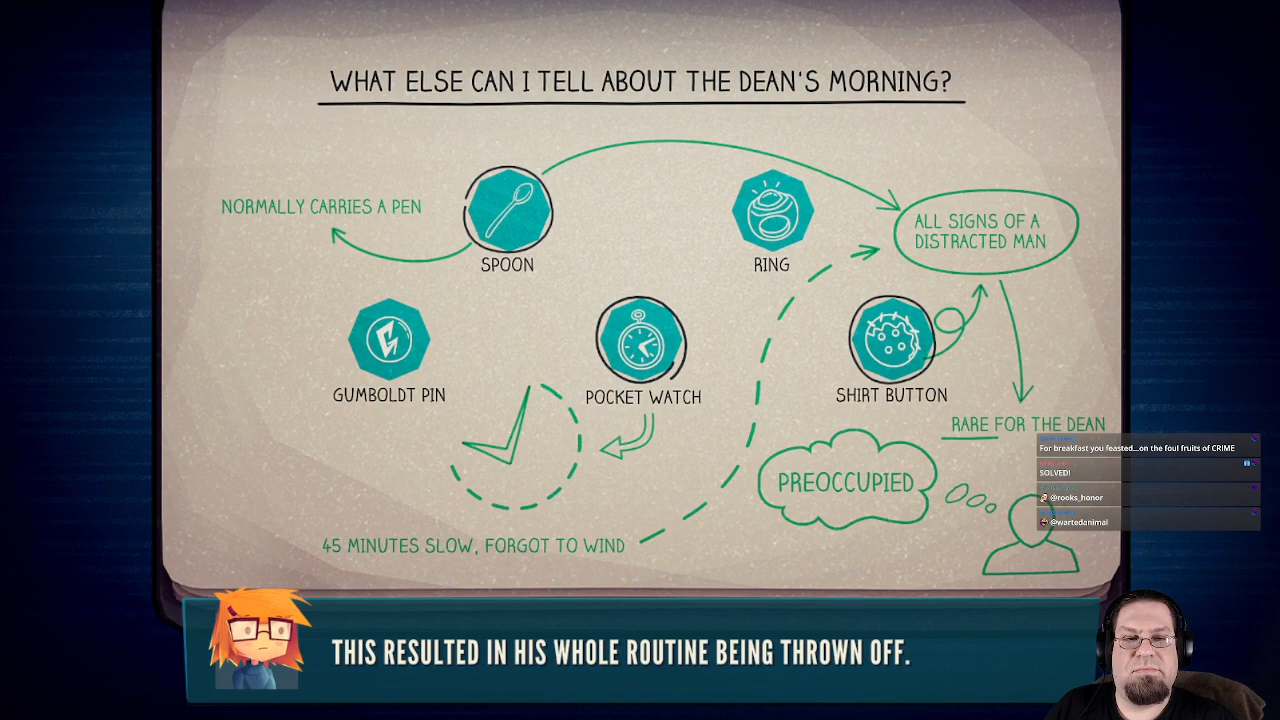 WHAT ELSE CAN I TELL ABOUT THE DEAN'S MORNING?
NORMALLY CARRIES A PEN
SPOON
RING
ALL SIGNS OF A
DISTRACTED MAN
GUMBOLDT PIN
POCKET WATCH
SHIRT BUTTON
RARE FOR THE DEAN
For breakfast you feasted...on the foul fruits of CRIME
SOLVED!
@rooks_honor
@wartedanimal
PREOCCUPIED
45 MINUTES SLOW, FORGOT TO WIND
THIS RESULTED IN HIS WHOLE ROUTINE BEING THROWN OFF.